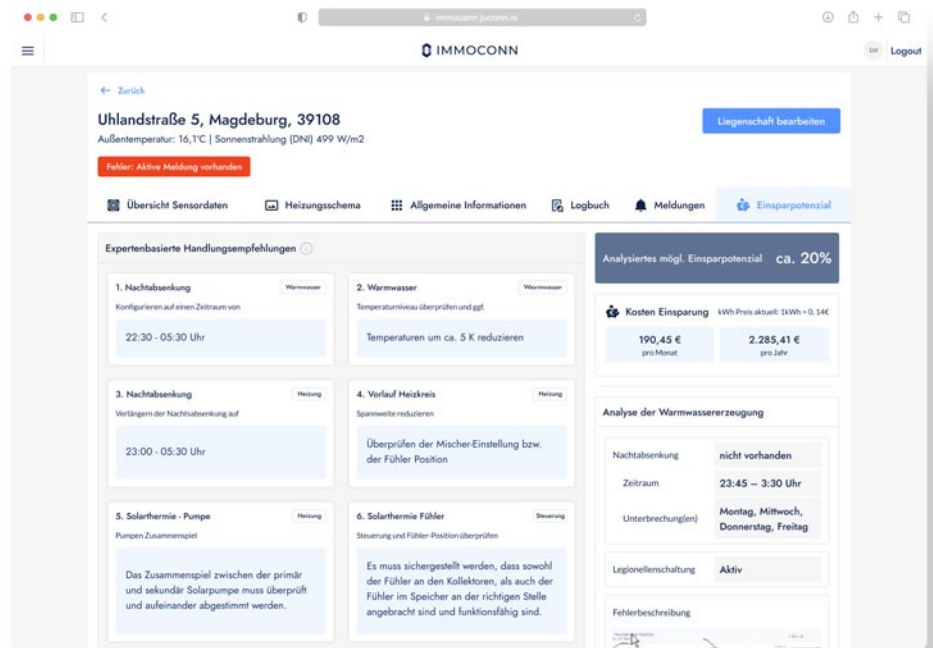 immoconn.juconn.io
IMMOCONN
Logout
Zurück
Uhlandstraße 5, Magdeburg, 39108
Außentemperatur: 16,1°C | Sonnenstrahlung (DNI) 499 W/m2
Liegenschaft bearbeiten
Fehler: Aktive Meldung vorhanden
Übersicht Sensordaten
Heizungsschema
Allgemeine Informationen
Logbuch
Meldungen
Einsparpotenzial
Expertenbasierte Handlungsempfehlungen
1. Nachtabsenkung
Warmwasser
Konfigurieren auf einen Zeitraum von
22:30 - 05:30 Uhr
2. Warmwasser
Warmwasser
Temperaturniveau überprüfen und ggf.
Temperaturen um ca. 5 K reduzieren
3. Nachtabsenkung
Heizung
Verlängern der Nachtsabsenkung auf
23:00 - 05:30 Uhr
4. Vorlauf Heizkreis
Heizung
Spannweite reduzieren
Überprüfen der Mischer-Einstellung bzw.
der Fühler Position
5. Solarthermie - Pumpe
Heizung
Pumpen Zusammenspiel
Das Zusammenspiel zwischen der primär
und sekundär Solarpumpe muss überprüft
und aufeinander abgestimmt werden.
6. Solarthermie Fühler
Steuerung
Steuerung und Fühler-Position überprüfen
Es muss sichergestellt werden, dass sowohl
der Fühler an den Kollektoren, als auch der
Fühler im Speicher an der richtigen Stelle
angebracht sind und funktionsfähig sind.
Analysiertes mögl. Einsparpotenzial ca. 20%
Kosten Einsparung kWh Preis aktuell: 1kWh = 0, 14€
190,45 €
pro Monat
2.285,41 €
pro Jahr
Analyse der Warmwassererzeugung
Nachtabsenkung nicht vorhanden
Zeitraum 23:45 – 3:30 Uhr
Unterbrechung(en) Montag, Mittwoch,
Donnerstag, Freitag
Legionellenschaltung Aktiv
Fehlerbeschreibung